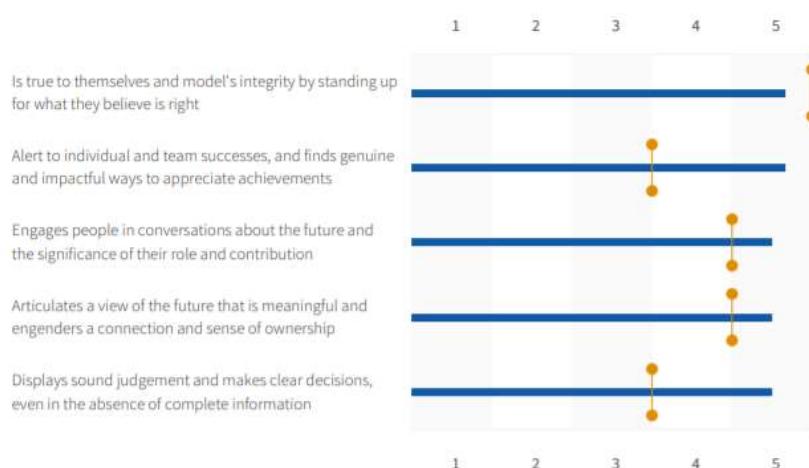 1 2 3 4 5
Is true to themselves and model's integrity by standing up
for what they believe is right
Alert to individual and team successes, and finds genuine
and impactful ways to appreciate achievements
Engages people in conversations about the future and
the significance of their role and contribution
Articulates a view of the future that is meaningful and
engenders a connection and sense of ownership
Displays sound judgement and makes clear decisions,
even in the absence of complete information
1 2 3 4 5